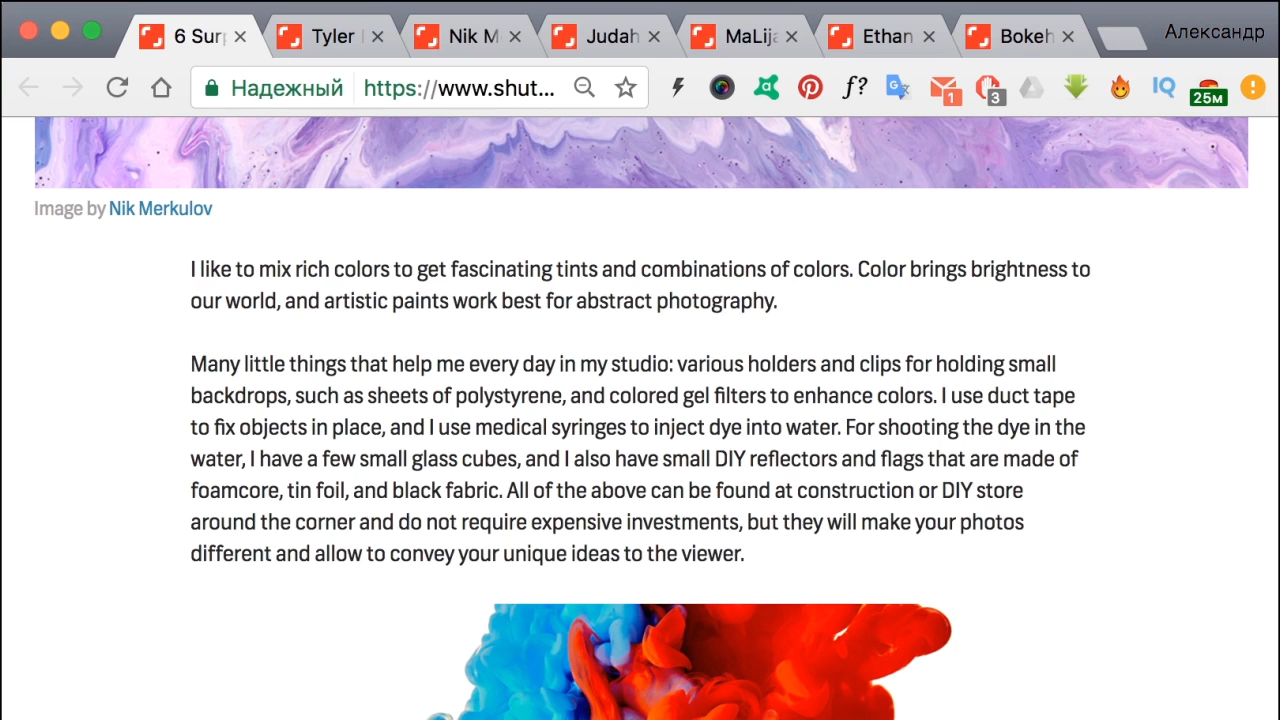 6 Sur
Tyler
Nik M
Judah
MaLija
Ethan
Bokeh
Александр
Надежный
https://www.shut...
f?
1
3
IQ
25м
Image by Nik Merkulov
I like to mix rich colors to get fascinating tints and combinations of colors. Color brings brightness to
our world, and artistic paints work best for abstract photography.
Many little things that help me every day in my studio: various holders and clips for holding small
backdrops, such as sheets of polystyrene, and colored gel filters to enhance colors. I use duct tape
to fix objects in place, and I use medical syringes to inject dye into water. For shooting the dye in the
water, I have a few small glass cubes, and I also have small DIY reflectors and flags that are made of
foamcore, tin foil, and black fabric. All of the above can be found at construction or DIY store
around the corner and do not require expensive investments, but they will make your photos
different and allow to convey your unique ideas to the viewer.